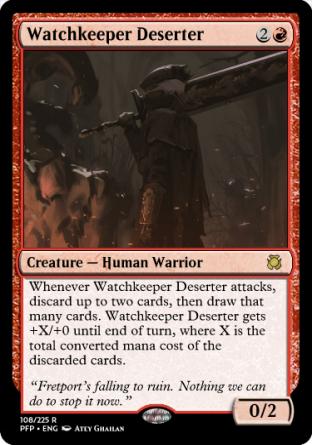 Watchkeeper Deserter 2
Creature — Human Warrior
Whenever Watchkeeper Deserter attacks,
discard up to two cards, then draw that
many cards. Watchkeeper Deserter gets
+X/+0 until end of turn, where X is the
total converted mana cost of the
discarded cards.
“Fretport’s falling to ruin. Nothing we can
do to stop it now.”
0/2
108/225 R
PFP • ENG Atey Ghailan